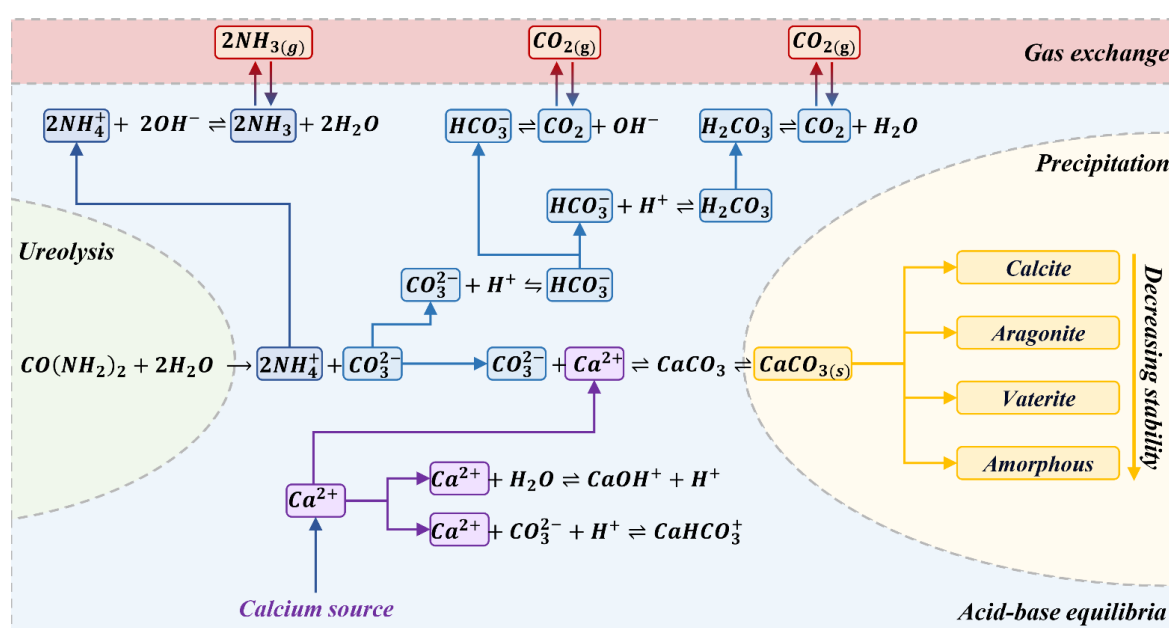 2NH₃₍g₎ CO₂₍g₎ CO₂₍g₎
Gas exchange
2NH₄⁺ + 2OH⁻ ⇌ 2NH₃ + 2H₂O
HCO₃⁻ ⇌ CO₂ + OH⁻
H₂CO₃ ⇌ CO₂ + H₂O
Precipitation
HCO₃⁻ + H⁺ ⇌ H₂CO₃
Ureolysis
CO₃²⁻ + H⁺ ⇋ HCO₃⁻
CO(NH₂)₂ + 2H₂O → 2NH₄⁺ + CO₃²⁻
CO₃²⁻ + Ca²⁺ ⇌ CaCO₃ ⇌ CaCO₃₍s₎
Calcite
Aragonite
Vaterite
Amorphous
Decreasing stability
Ca²⁺
Ca²⁺ + H₂O ⇌ CaOH⁺ + H⁺
Ca²⁺ + CO₃²⁻ + H⁺ ⇌ CaHCO₃⁺
Calcium source
Acid-base equilibria